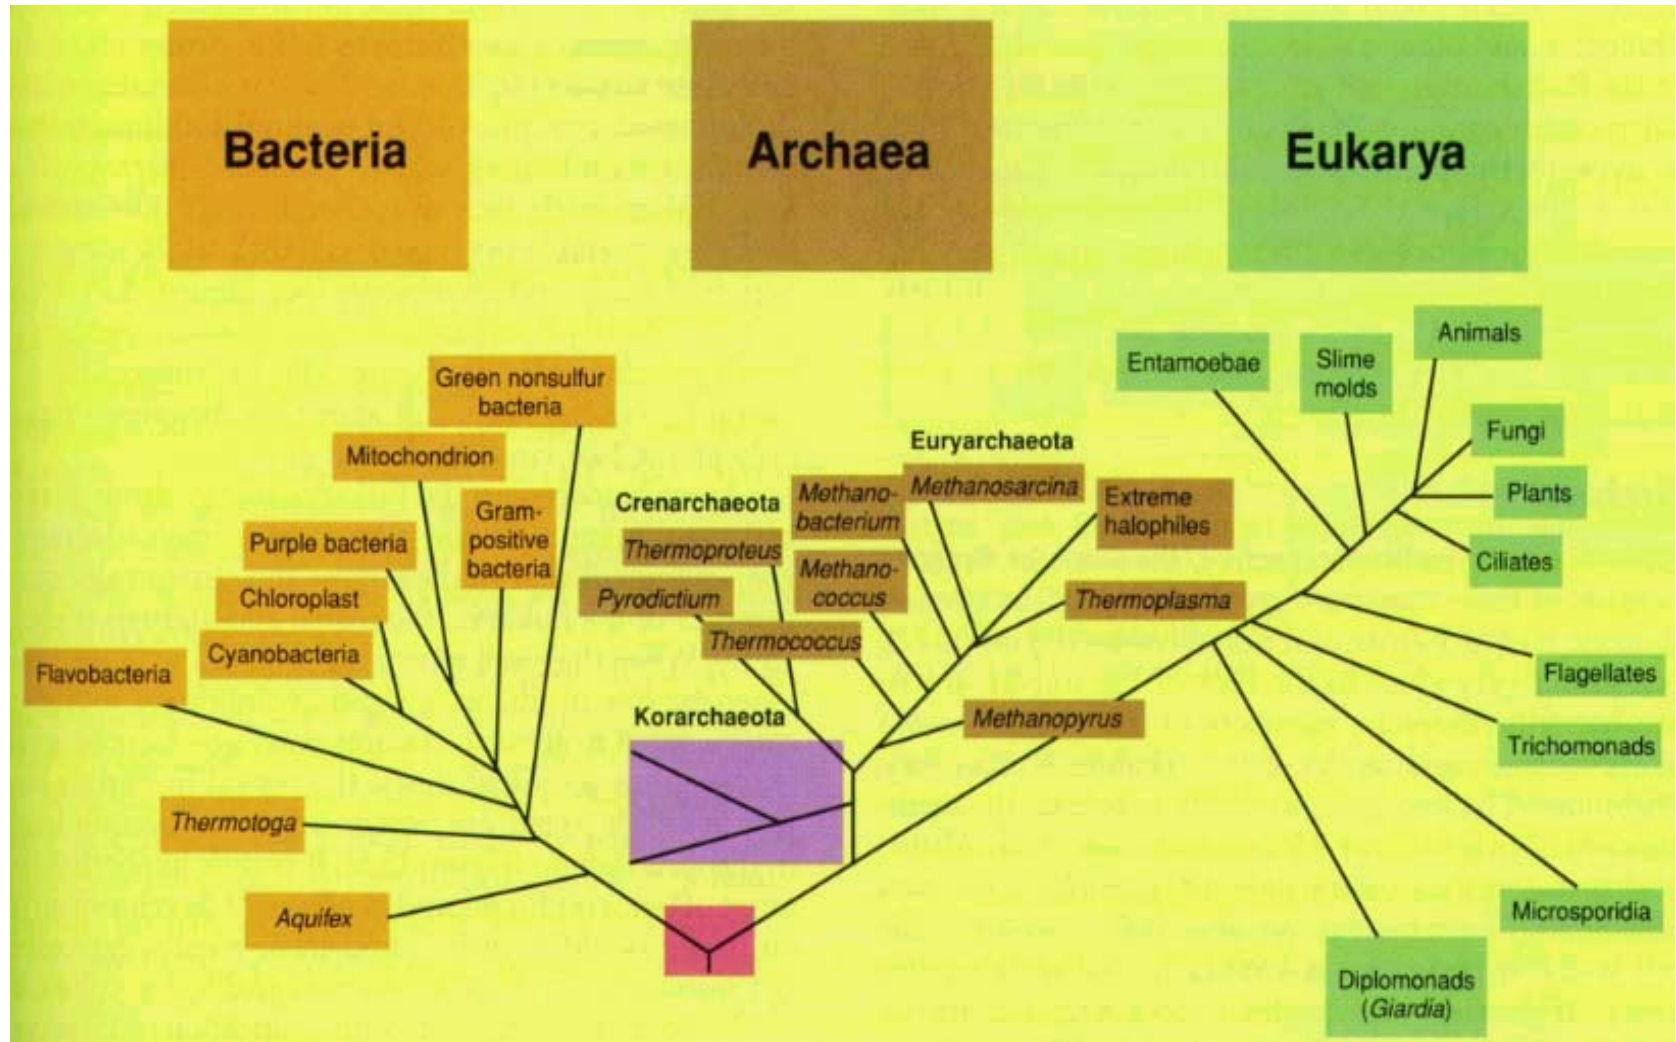 Bacteria
Archaea
Eukarya
Green nonsulfur
bacteria
Mitochondrion
Gram-
positive
bacteria
Purple bacteria
Chloroplast
Cyanobacteria
Flavobacteria
Thermotoga
Aquifex
Crenarchaeota
Thermoproteus
Pyrodictium
Korarchaeota
Euryarchaeota
Methano-
bacterium
Methanosarcina
Extreme
halophiles
Methano-
coccus
Thermococcus
Thermoplasma
Methanopyrus
Entamoebae
Slime
molds
Animals
Fungi
Plants
Ciliates
Flagellates
Trichomonads
Microsporidia
Diplomonads
(Giardia)